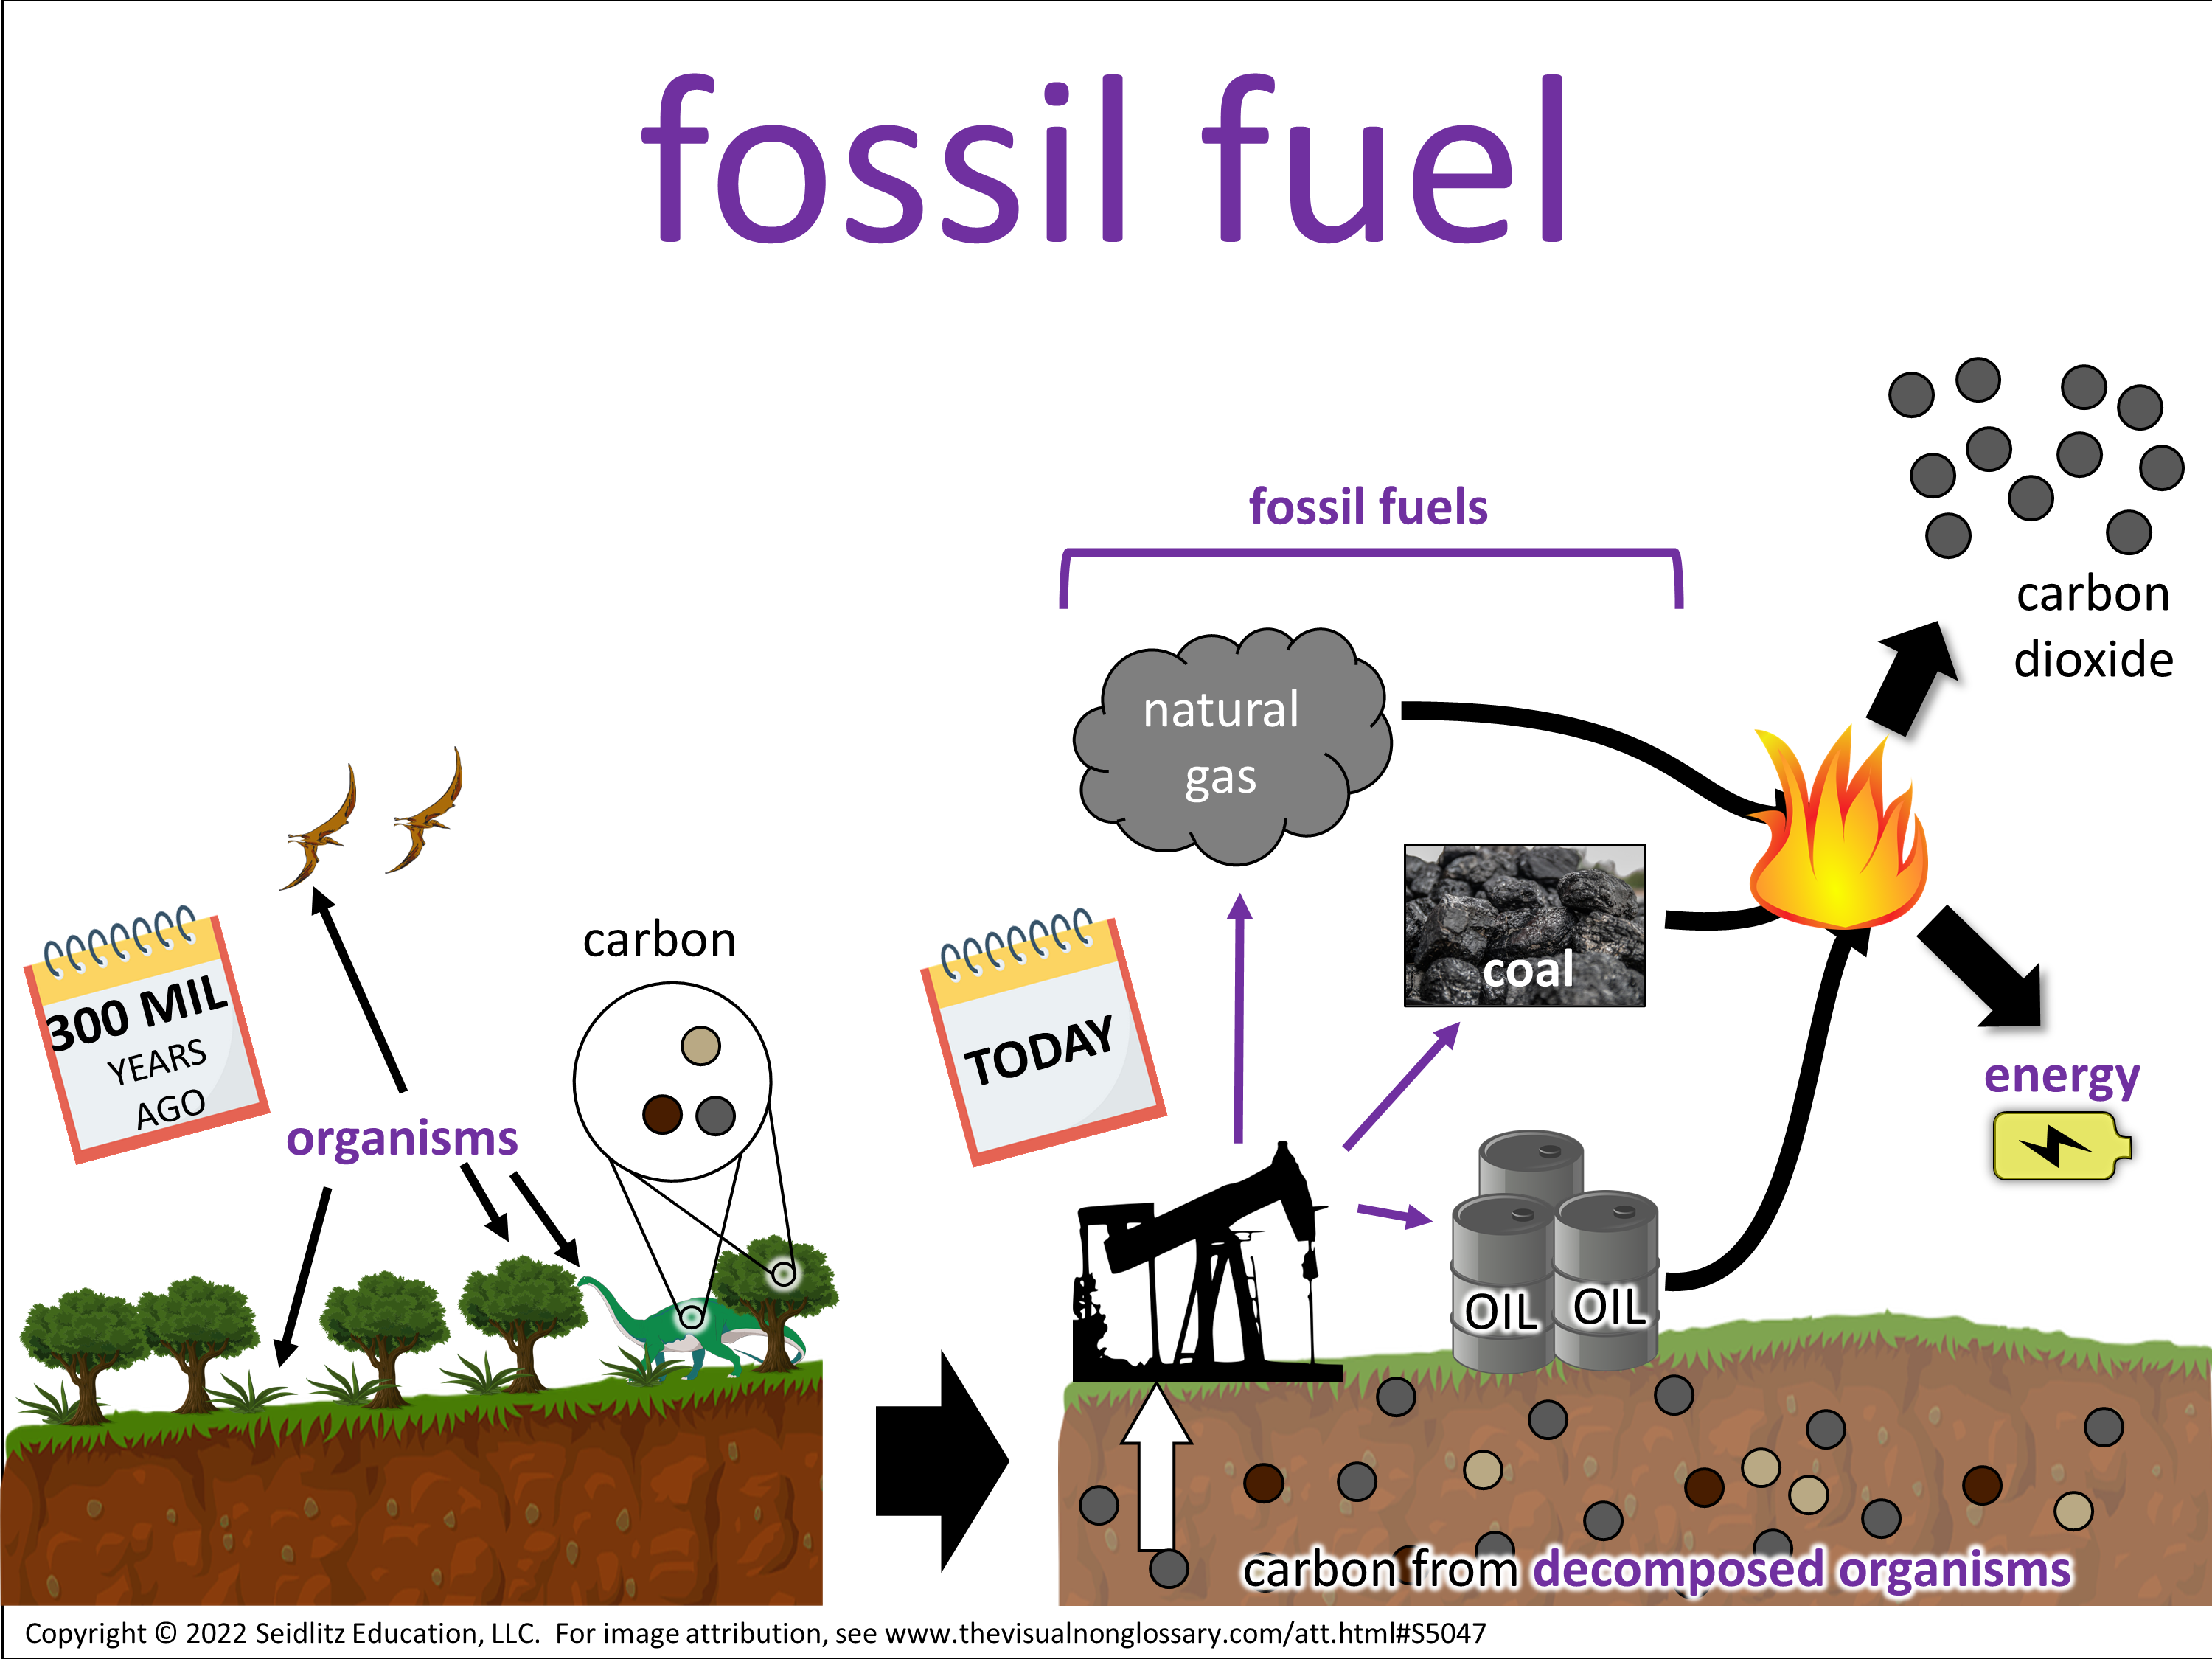 fossil fuel
300 MIL
YEARS
AGO
organisms
carbon
TODAY
fossil fuels
natural
gas
coal
OIL OIL
carbon
dioxide
energy
carbon from decomposed organisms
Copyright © 2022 Seidlitz Education, LLC. For image attribution, see www.thevisualnonglossary.com/att.html#S5047